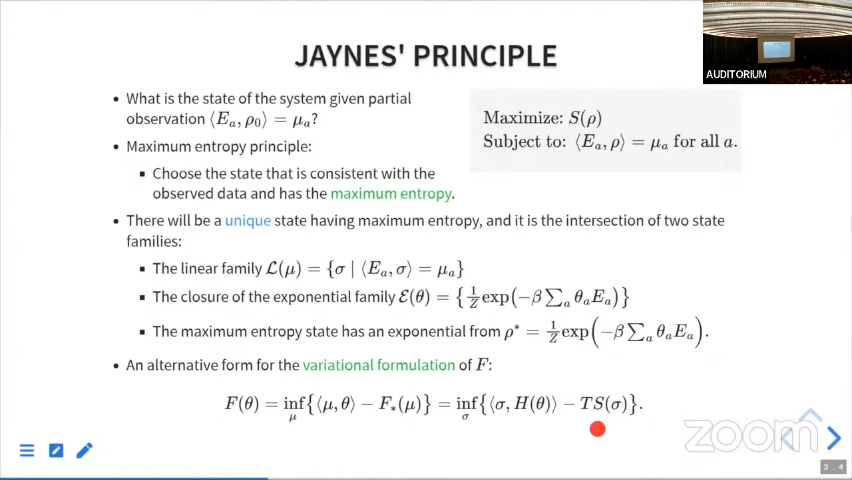 JAYNES' PRINCIPLE
AUDITORIUM
• What is the state of the system given partial
observation ⟨E_a, ρ_0⟩ = μ_a?
• Maximum entropy principle:
▪ Choose the state that is consistent with the
observed data and has the maximum entropy.
Maximize: S(ρ)
Subject to: ⟨E_a, ρ⟩ = μ_a for all a.
• There will be a unique state having maximum entropy, and it is the intersection of two state
families:
▪ The linear family ℒ(μ) = {σ | ⟨E_a, σ⟩ = μ_a}
▪ The closure of the exponential family ℰ(θ) = {1/Z exp(−β∑_a θ_a E_a)}
▪ The maximum entropy state has an exponential from ρ* = 1/Z exp(−β∑_a θ_a E_a).
• An alternative form for the variational formulation of F:
F(θ) = inf_μ {⟨μ, θ⟩ − F_*(μ)} = inf_σ {⟨σ, H(θ)⟩ − TS(σ)}.
zoom
3.4